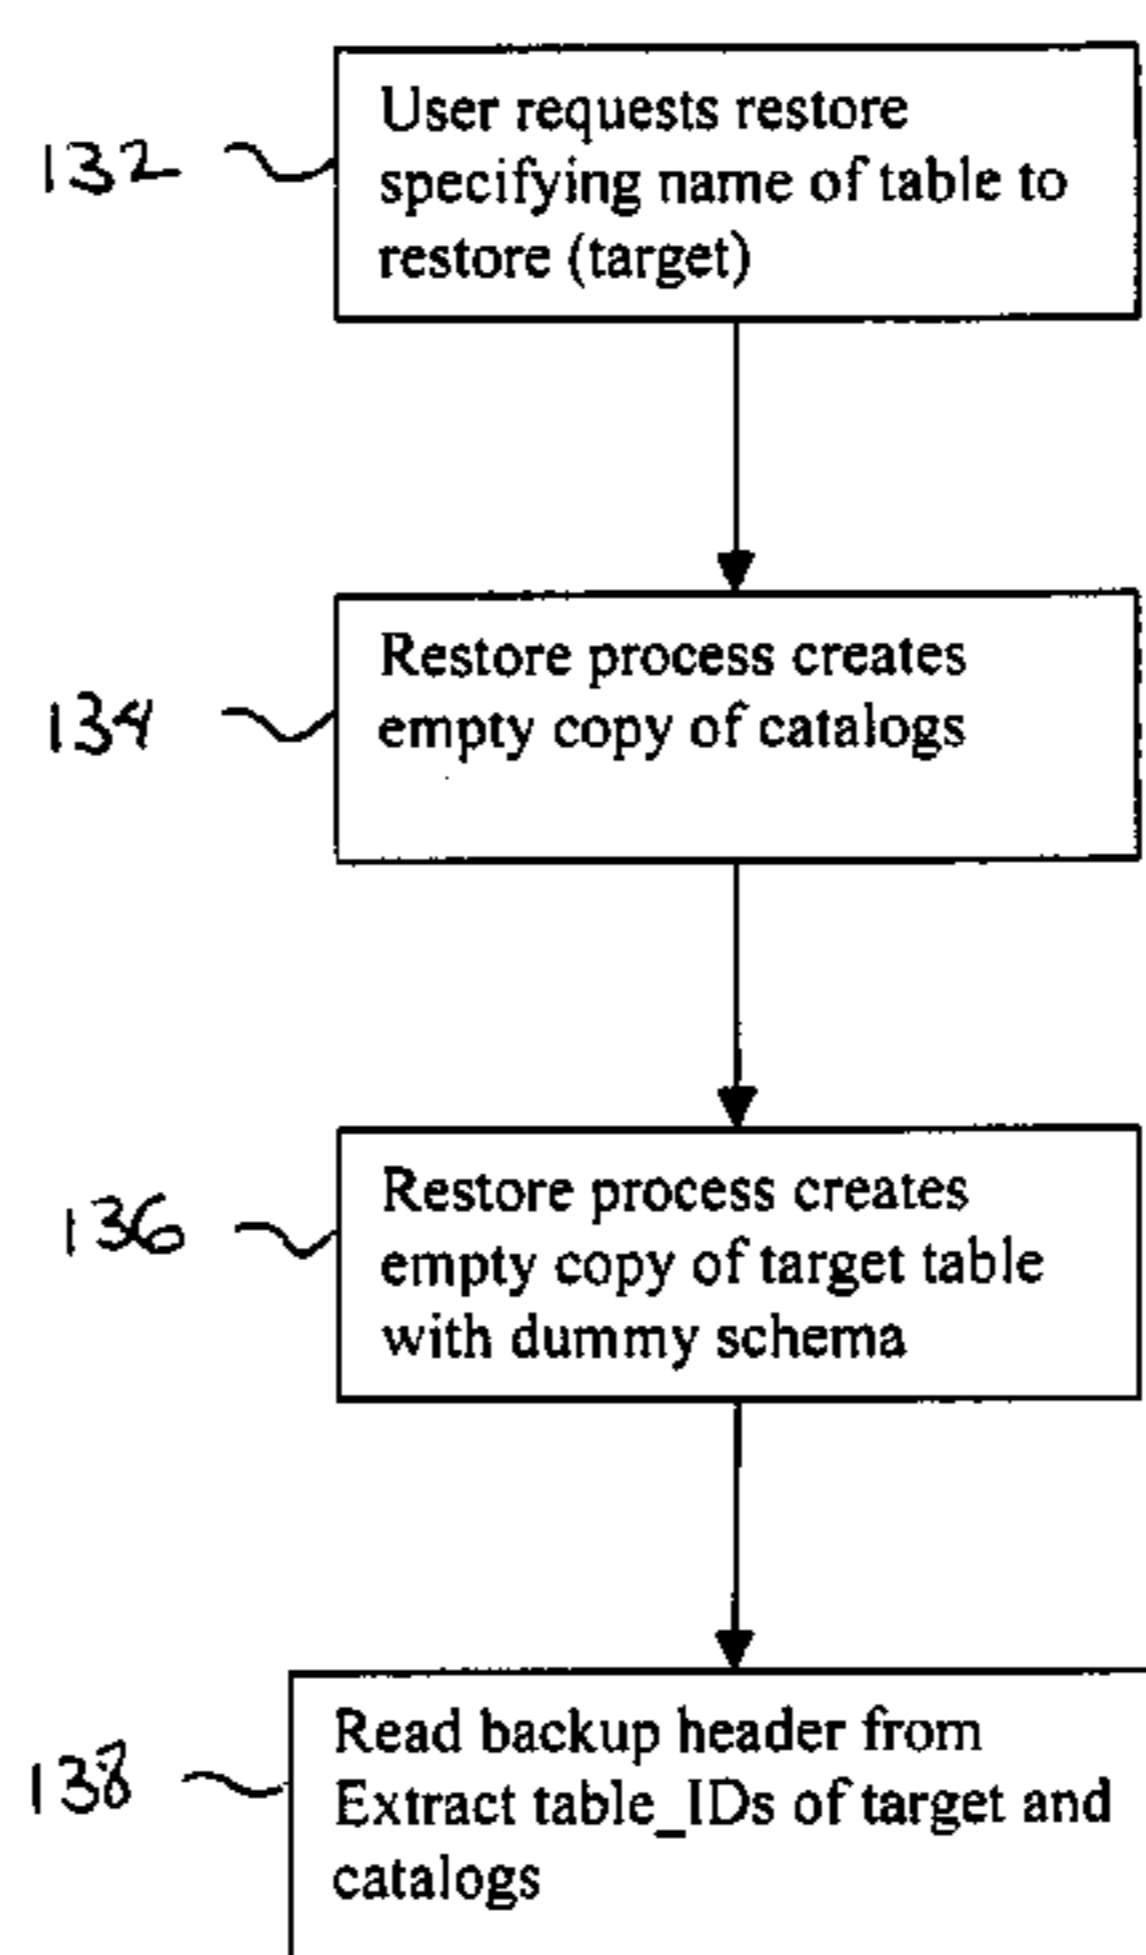 132
User requests restore
specifying name of table to
restore (target)
134
Restore process creates
empty copy of catalogs
136
Restore process creates
empty copy of target table
with dummy schema
138
Read backup header from
Extract table_IDs of target and
catalogs